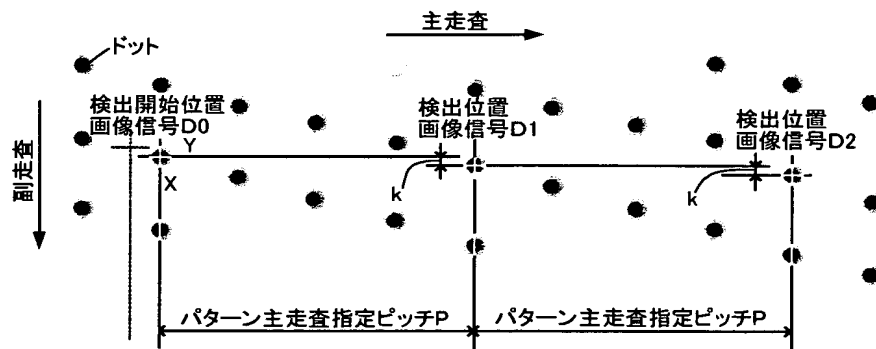 主走査
ドット
検出開始位置
画像信号D0
検出位置
画像信号D1
検出位置
画像信号D2
Y
X
k
k
副走査
パターン主走査指定ピッチP
パターン主走査指定ピッチP